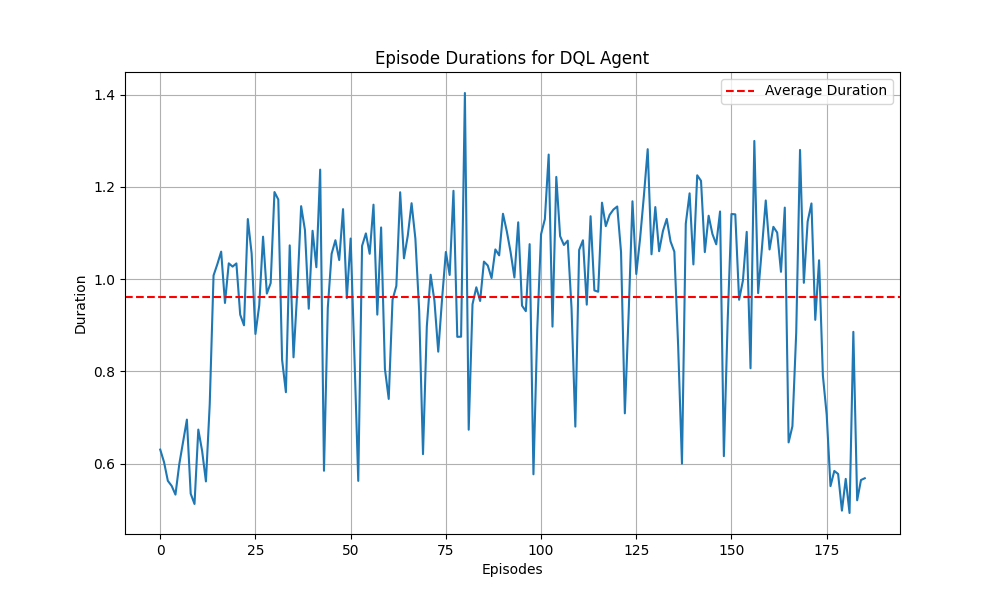 Episode Durations for DQL Agent
Average Duration
1.4
1.2
1.0
0.8
0.6
Duration
0 25 50 75 100 125 150 175
Episodes